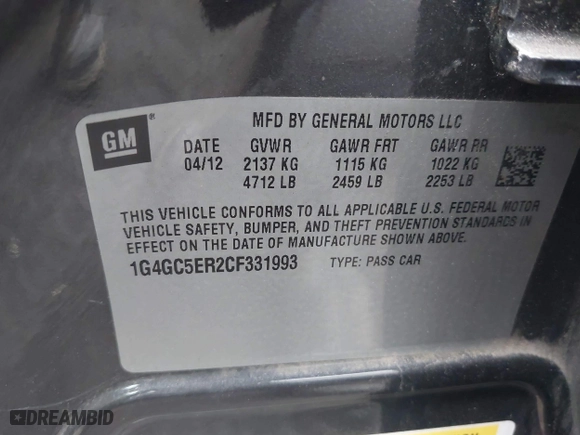 GM
®
MFD BY GENERAL MOTORS LLC
DATE GVWR GAWR FRT GAWR RR
04/12 2137 KG 1115 KG 1022 KG
4712 LB 2459 LB 2253 LB
THIS VEHICLE CONFORMS TO ALL APPLICABLE U.S. FEDERAL MOTOR
VEHICLE SAFETY, BUMPER, AND THEFT PREVENTION STANDARDS IN
EFFECT ON THE DATE OF MANUFACTURE SHOWN ABOVE.
1G4GC5ER2CF331993 TYPE: PASS CAR
DREAMBID